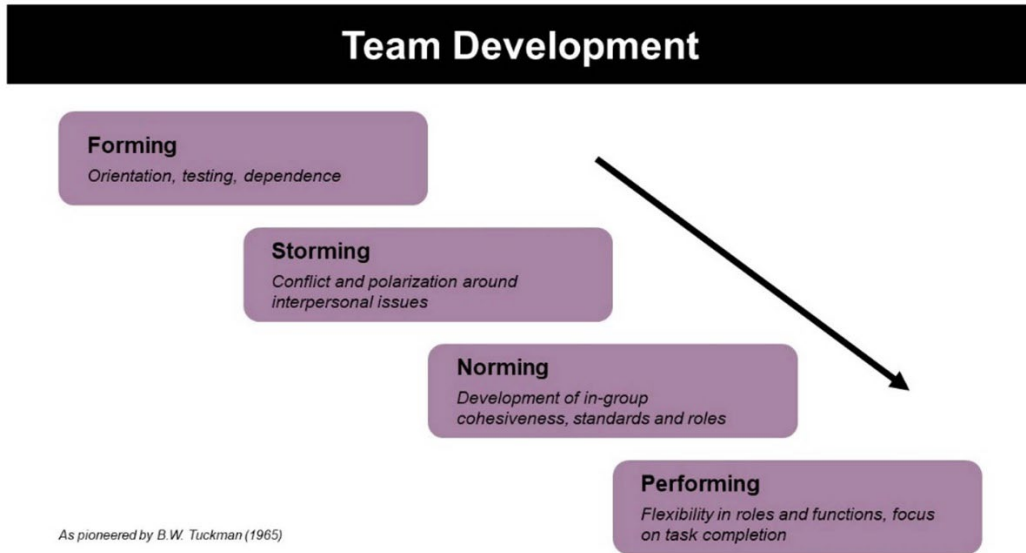 Team Development
Forming
Orientation, testing, dependence
Storming
Conflict and polarization around
interpersonal issues
Norming
Development of in-group
cohesiveness, standards and roles
Performing
Flexibility in roles and functions, focus
on task completion
As pioneered by B.W. Tuckman (1965)